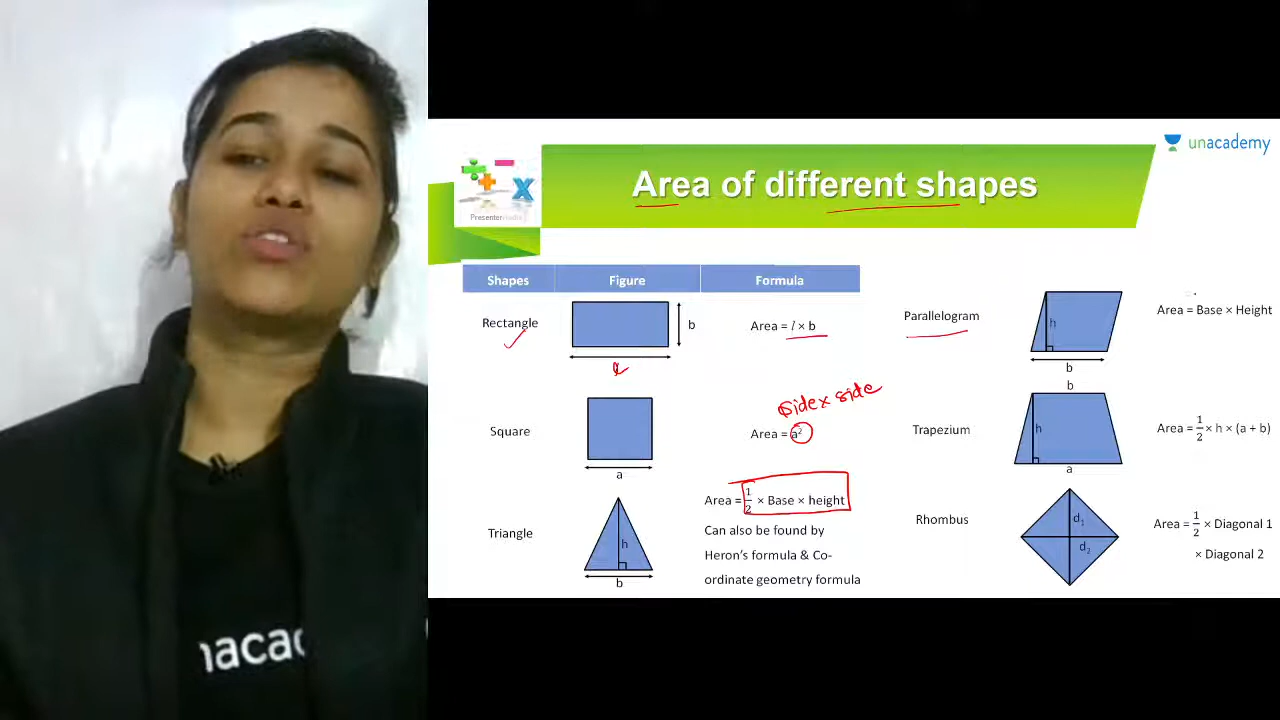 unacademy
Area of different shapes
PresenterMedia
Shapes Figure Formula
Rectangle
b
l
Area = l × b
Square
a
side × side
Area = a²
Triangle
h
b
Area = 1/2 × Base × height
Can also be found by
Heron's formula & Co-
ordinate geometry formula
Parallelogram
h
b
Area = Base × Height
Trapezium
b
h
a
Area = 1/2 × h × (a + b)
Rhombus
d₁
d₂
Area = 1/2 × Diagonal 1
× Diagonal 2
unacad